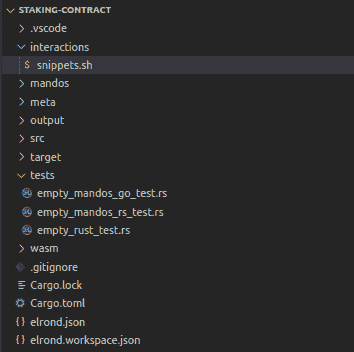 STAKING-CONTRACT
.vscode
interactions
$ snippets.sh
mandos
meta
output
src
target
tests
empty_mandos_go_test.rs
empty_mandos_rs_test.rs
empty_rust_test.rs
wasm
.gitignore
Cargo.lock
Cargo.toml
{} elrond.json
{} elrond.workspace.json